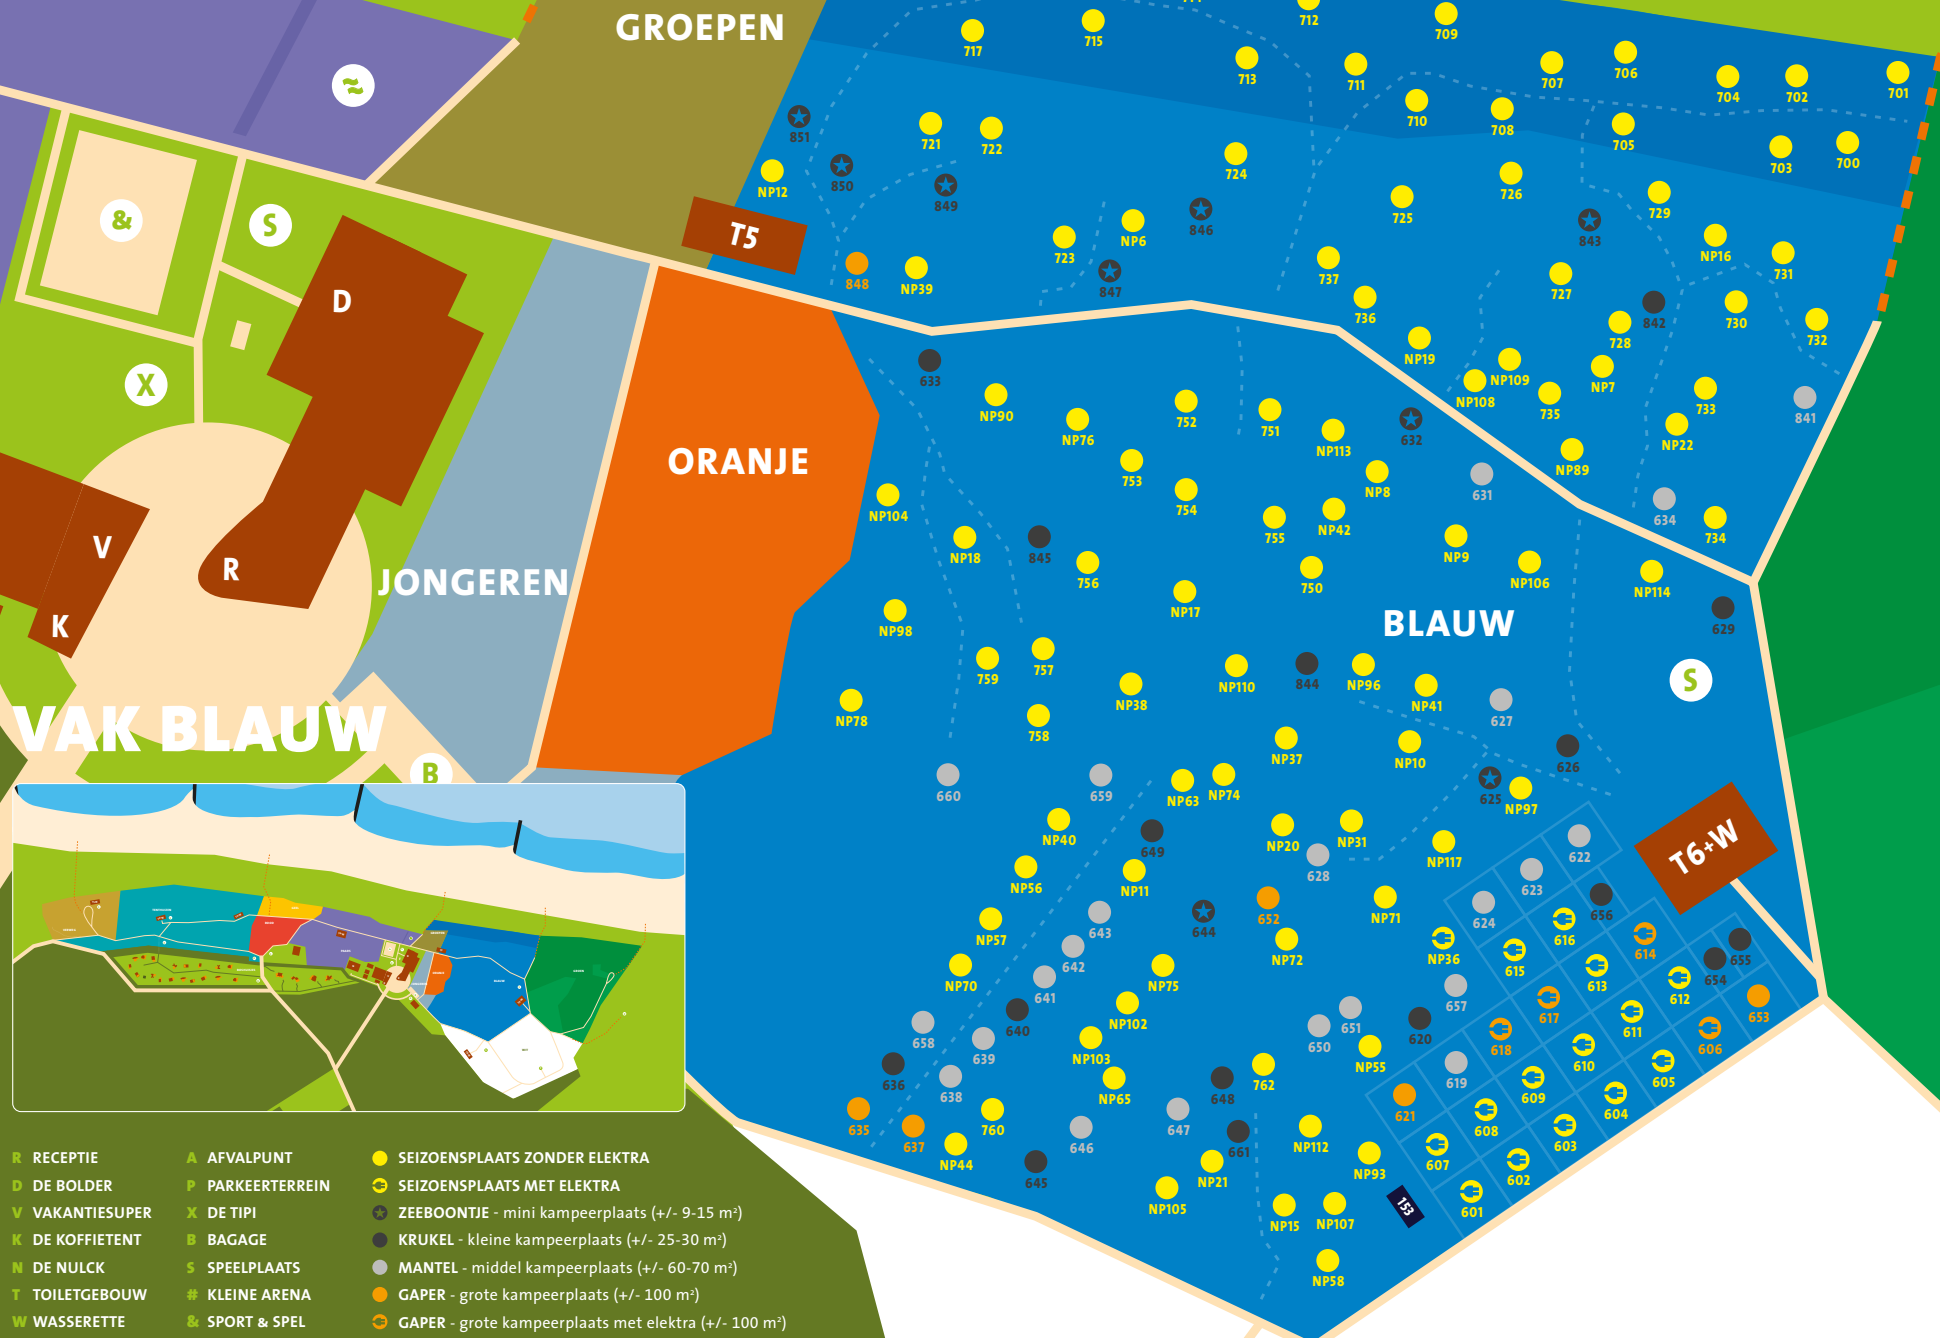 GROEPEN
717
715
712
709
713
711
707
706
704
702
701
710
708
705
703
700
851
721
722
724
726
850
NP12
849
725
729
T5
723
NP6
846
843
NP16
731
848
NP39
847
737
727
736
842
730
728
732
&
S
D
X
V
R
K
ORANJE
JONGEREN
BLAUW
633
NP90
NP76
752
751
NP113
632
NP19
NP109
NP108
735
NP7
733
841
NP22
NP89
753
NP8
631
NP104
754
755
NP42
634
734
NP18
845
756
750
NP9
NP106
NP114
NP98
NP17
629
759
757
NP110
844
NP96
S
NP78
NP38
NP41
627
758
NP37
NP10
626
VAK BLAUW
B
660
659
NP63
NP74
625
NP97
NP40
649
NP20
NP31
NP117
622
T6+W
NP56
NP11
628
623
656
NP57
643
644
652
NP71
624
616
614
655
642
NP72
NP36
615
654
NP70
641
NP75
613
612
657
617
653
640
NP102
651
658
650
620
611
606
639
NP103
NP55
618
610
636
638
NP65
648
762
619
609
605
635
637
760
647
621
608
604
NP44
646
661
NP112
607
603
645
NP21
NP93
602
NP105
NP15
NP107
153
601
NP58
R RECEPTIE
D DE BOLDER
V VAKANTIESUPER
K DE KOFFIETENT
N DE NULCK
T TOILETGEBOUW
W WASSERETTE
A AFVALPUNT
P PARKEERTERREIN
X DE TIPI
B BAGAGE
S SPEELPLAATS
# KLEINE ARENA
& SPORT & SPEL
SEIZOENSPLAATS ZONDER ELEKTRA
SEIZOENSPLAATS MET ELEKTRA
ZEEBOONTJE - mini kampeerplaats (+/- 9-15 m²)
KRUKEL - kleine kampeerplaats (+/- 25-30 m²)
MANTEL - middel kampeerplaats (+/- 60-70 m²)
GAPER - grote kampeerplaats (+/- 100 m²)
GAPER - grote kampeerplaats met elektra (+/- 100 m²)